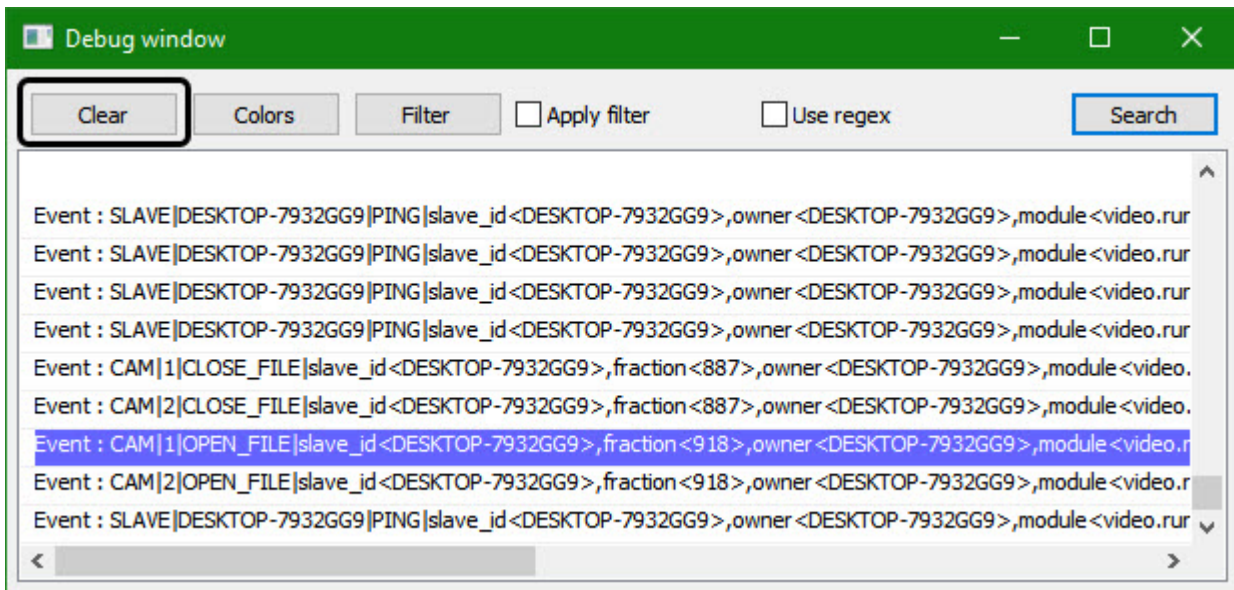 Debug window
Clear Colors Filter Apply filter Use regex Search
Event : SLAVE|DESKTOP-7932GG9|PING|slave_id<DESKTOP-7932GG9>,owner<DESKTOP-7932GG9>,module<video.rur
Event : SLAVE|DESKTOP-7932GG9|PING|slave_id<DESKTOP-7932GG9>,owner<DESKTOP-7932GG9>,module<video.rur
Event : SLAVE|DESKTOP-7932GG9|PING|slave_id<DESKTOP-7932GG9>,owner<DESKTOP-7932GG9>,module<video.rur
Event : SLAVE|DESKTOP-7932GG9|PING|slave_id<DESKTOP-7932GG9>,owner<DESKTOP-7932GG9>,module<video.rur
Event : CAM|1|CLOSE_FILE|slave_id<DESKTOP-7932GG9>,fraction<887>,owner<DESKTOP-7932GG9>,module<video.
Event : CAM|2|CLOSE_FILE|slave_id<DESKTOP-7932GG9>,fraction<887>,owner<DESKTOP-7932GG9>,module<video.
Event : CAM|1|OPEN_FILE|slave_id<DESKTOP-7932GG9>,fraction<918>,owner<DESKTOP-7932GG9>,module<video.r
Event : CAM|2|OPEN_FILE|slave_id<DESKTOP-7932GG9>,fraction<918>,owner<DESKTOP-7932GG9>,module<video.r
Event : SLAVE|DESKTOP-7932GG9|PING|slave_id<DESKTOP-7932GG9>,owner<DESKTOP-7932GG9>,module<video.rur